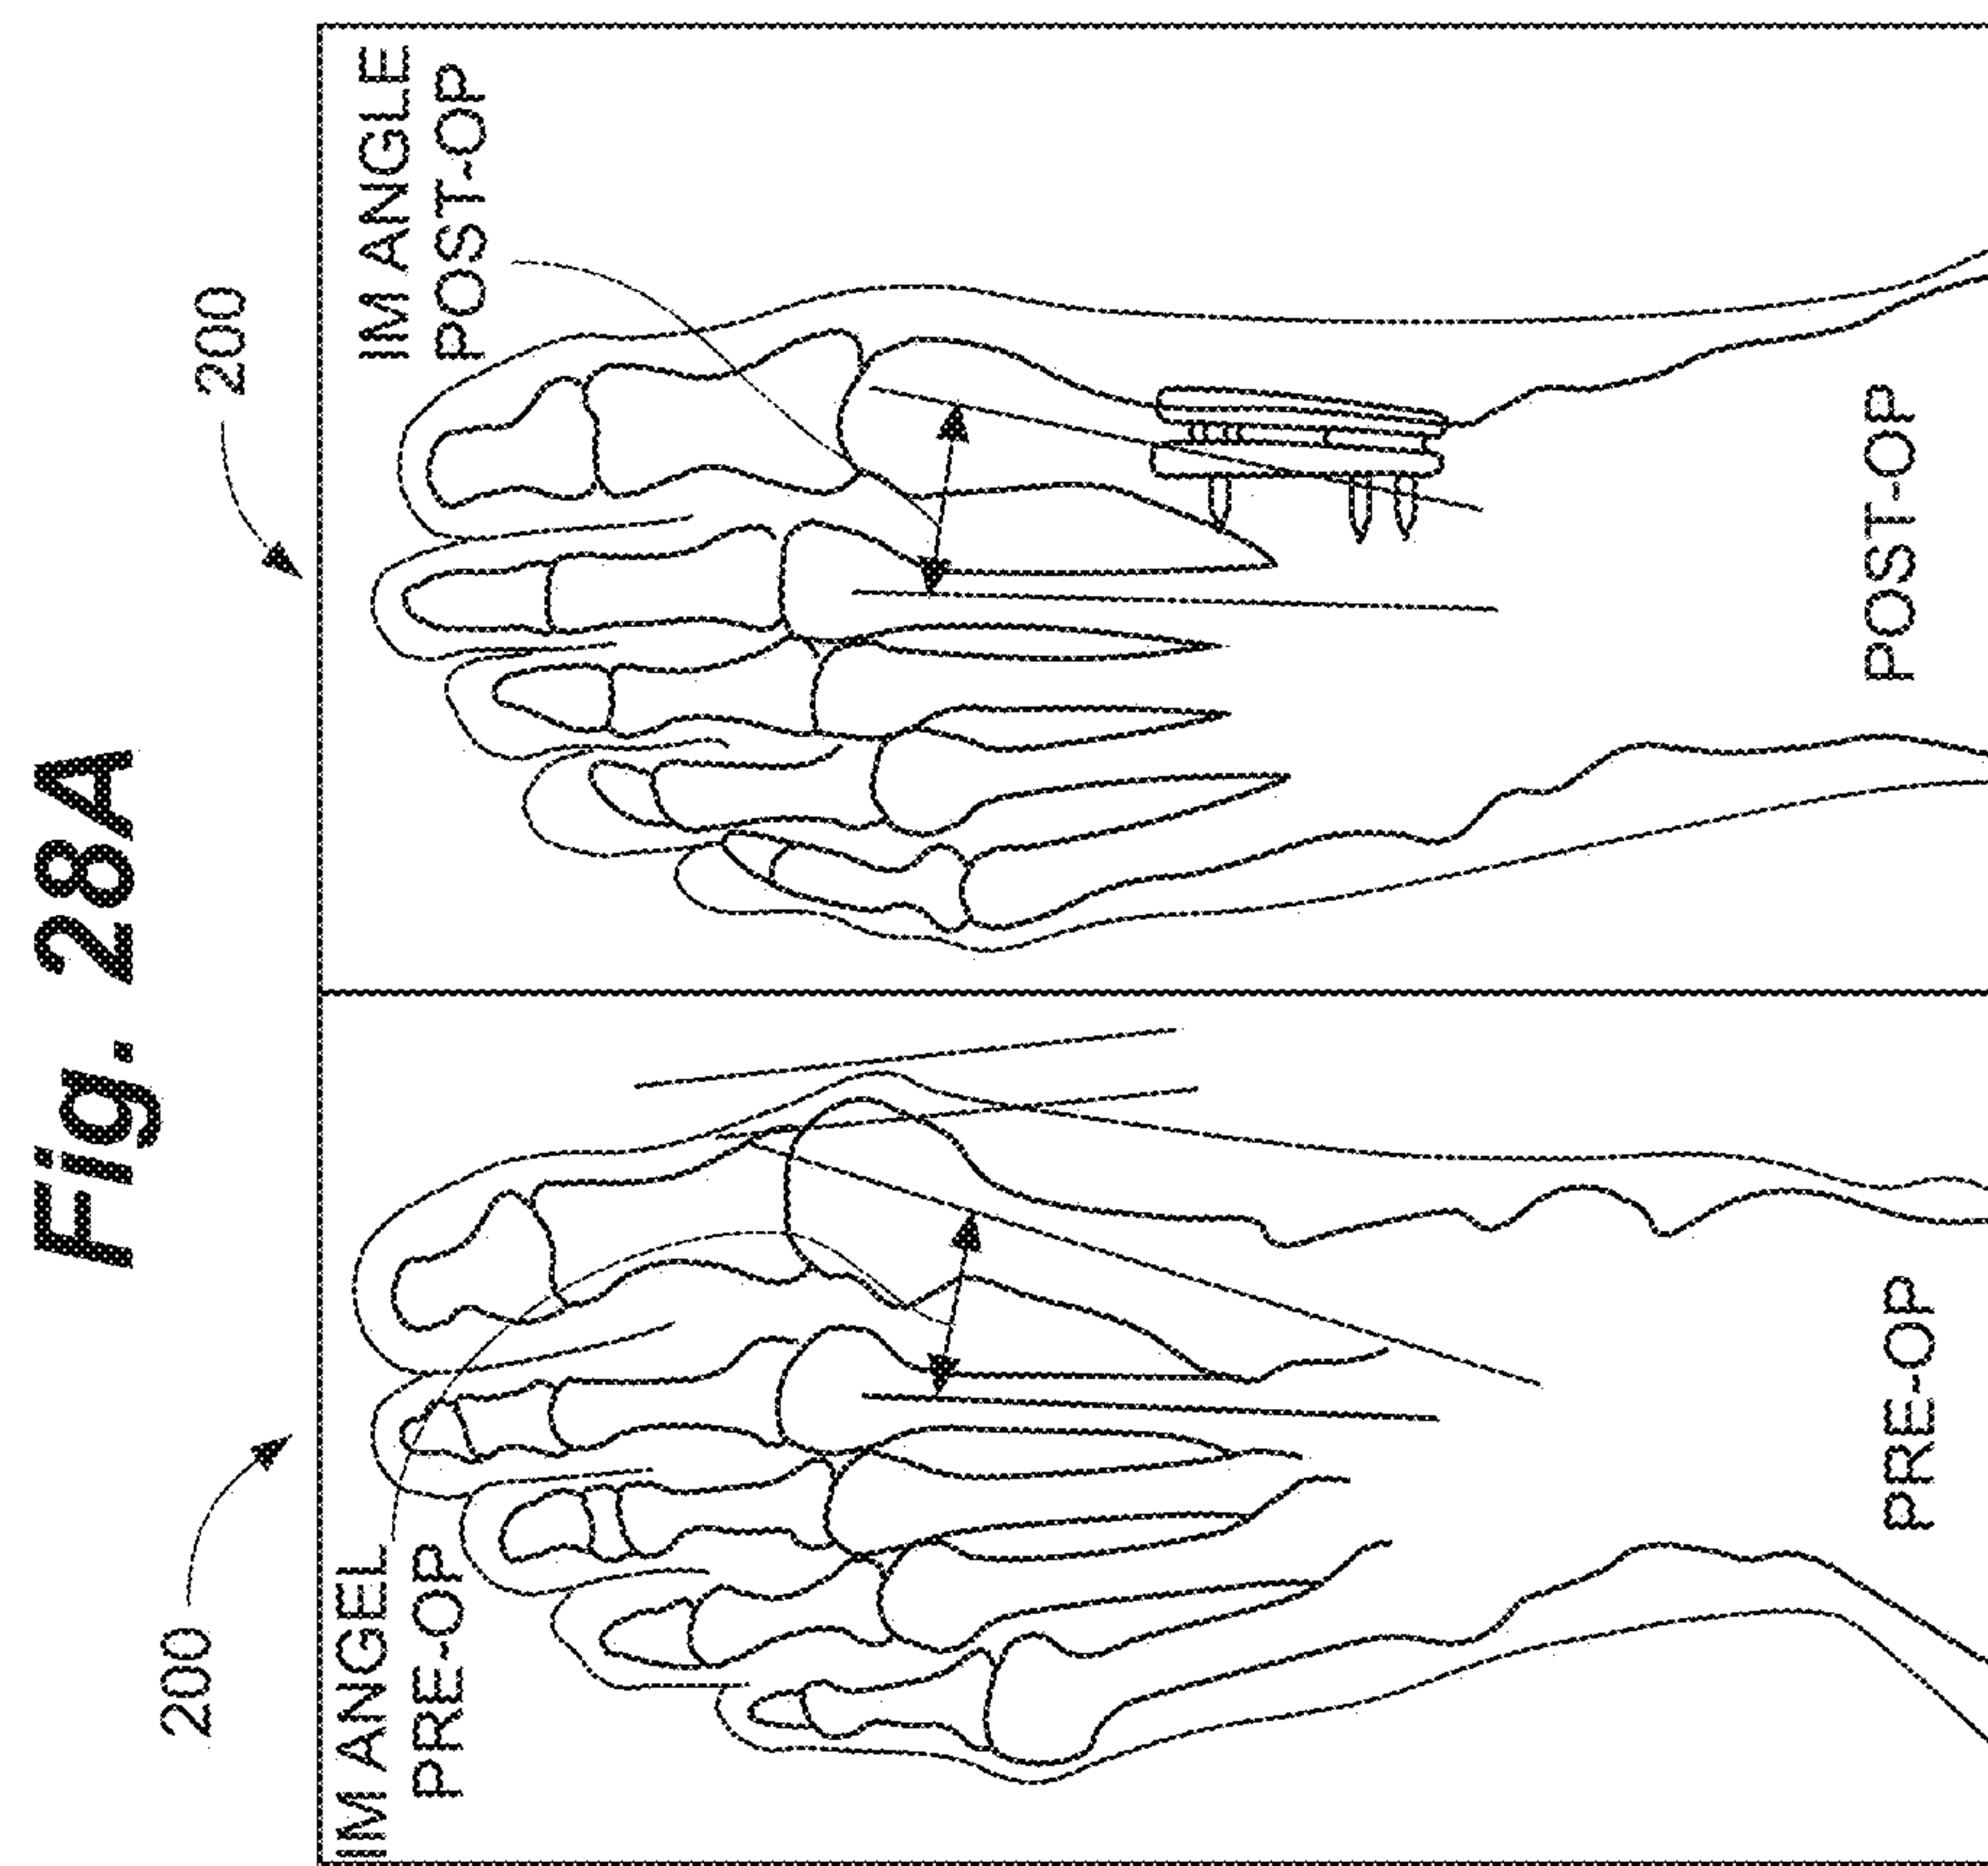 Fig. 28A
200
200
IM ANGEL
PRE-OP
IM ANGLE
POST-OP
PRE-OP
POST-OP